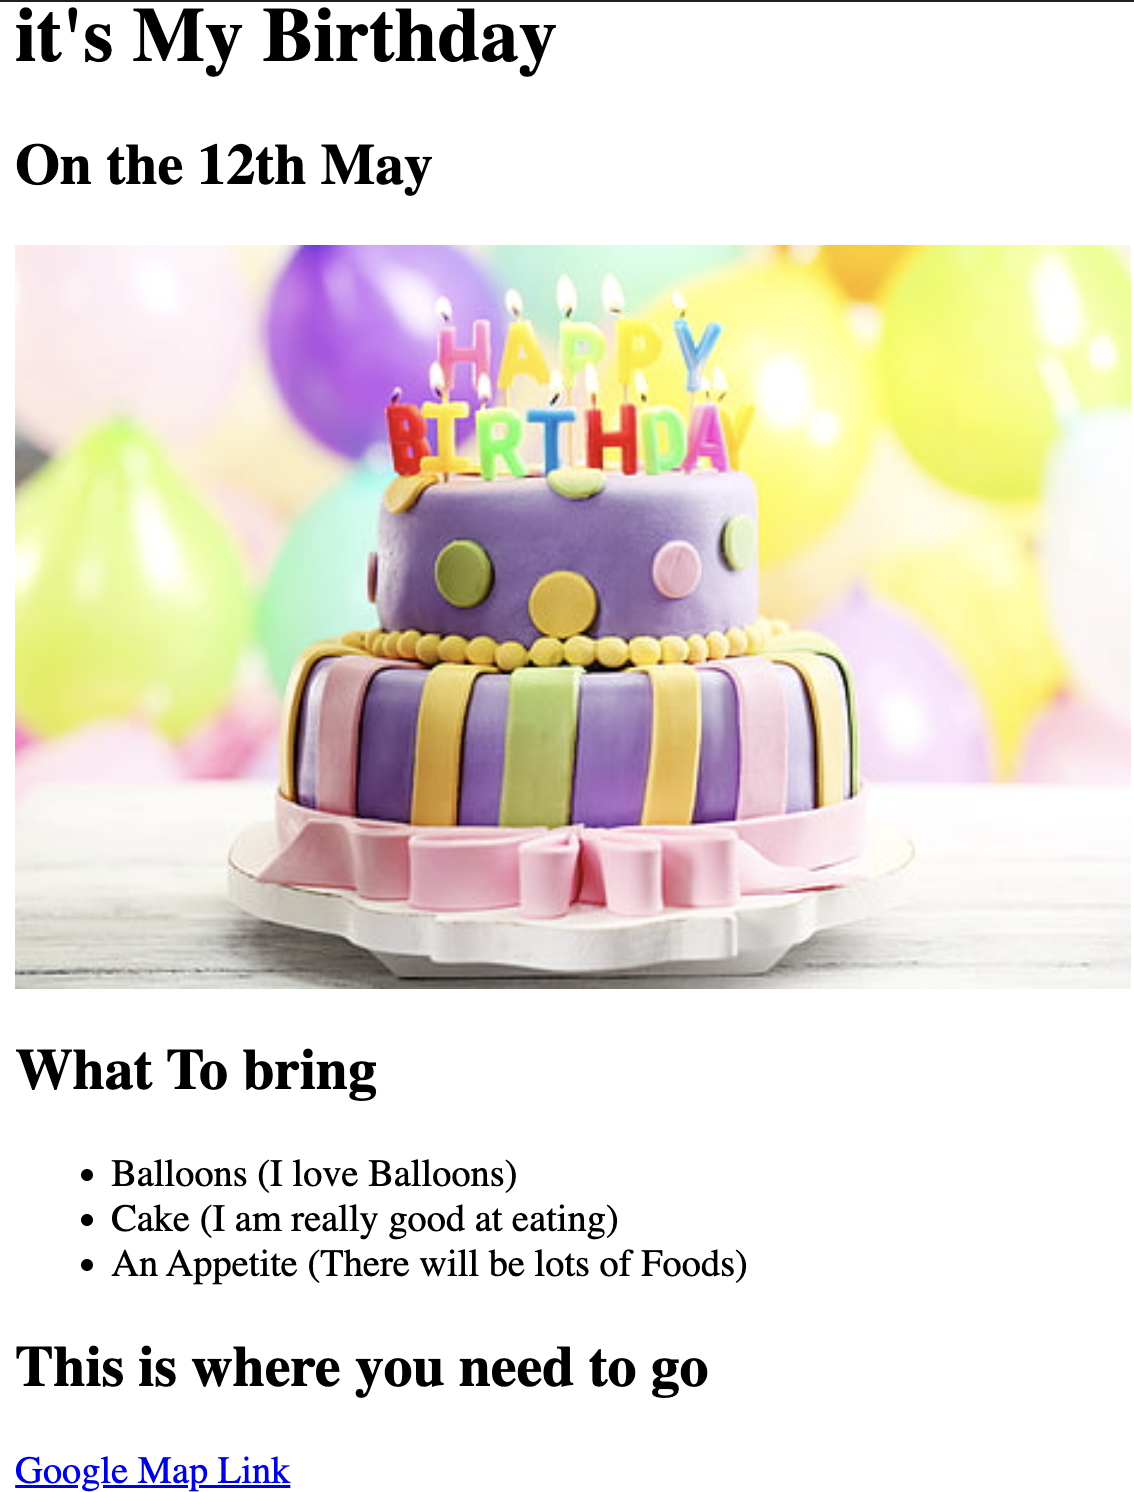 it's My Birthday
On the 12th May
HAPPY
BIRTHDAY
What To bring
Balloons (I love Balloons)
Cake (I am really good at eating)
An Appetite (There will be lots of Foods)
This is where you need to go
Google Map Link